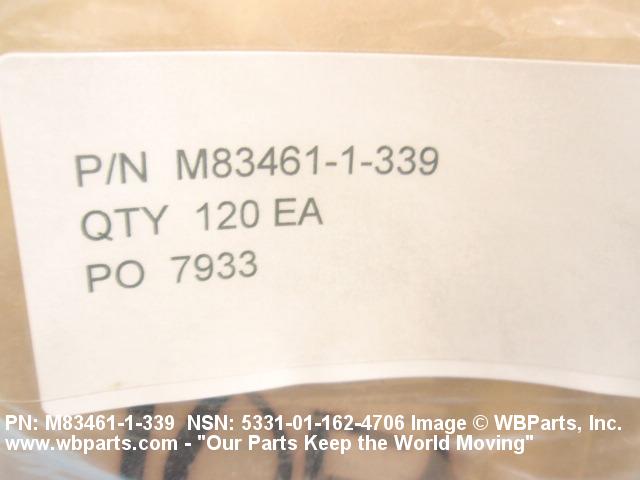 P/N M83461-1-339
QTY 120 EA
PO 7933
PN: M83461-1-339 NSN: 5331-01-162-4706 Image © WBParts, Inc.
www.wbparts.com - "Our Parts Keep the World Moving"